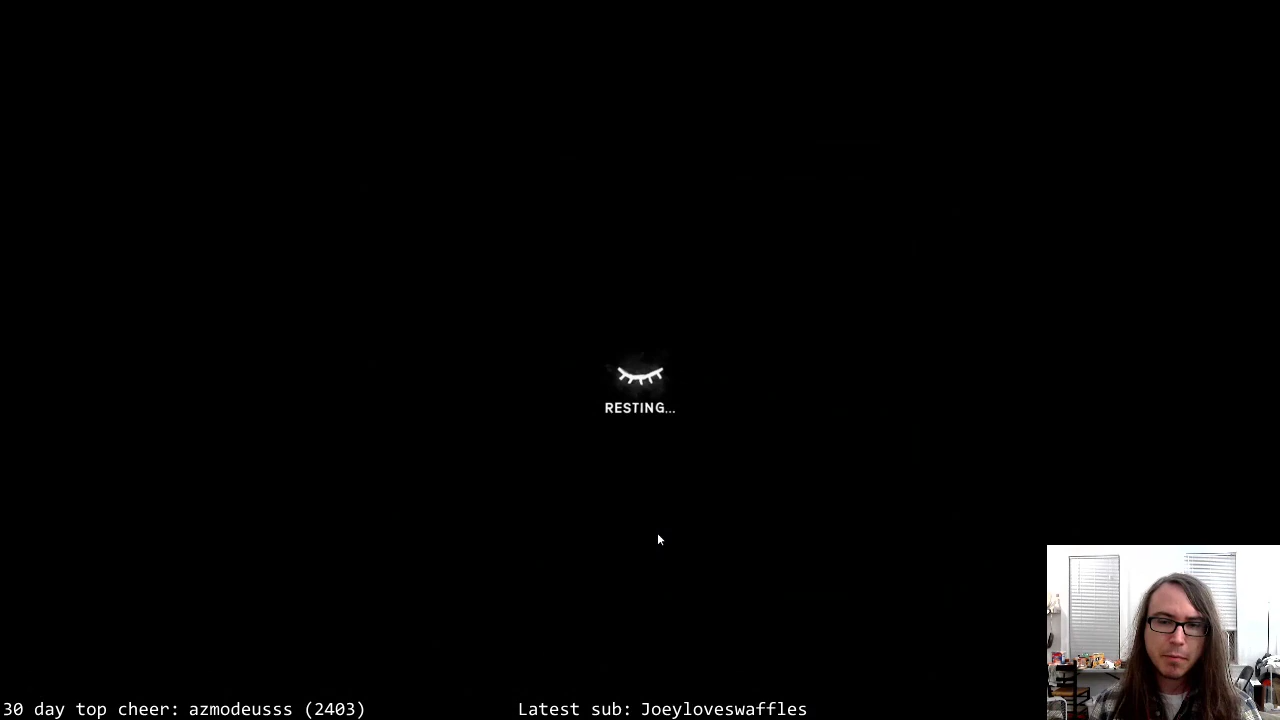 RESTING...
30 day top cheer: azmodeusss (2403)
Latest sub: Joeyloveswaffles